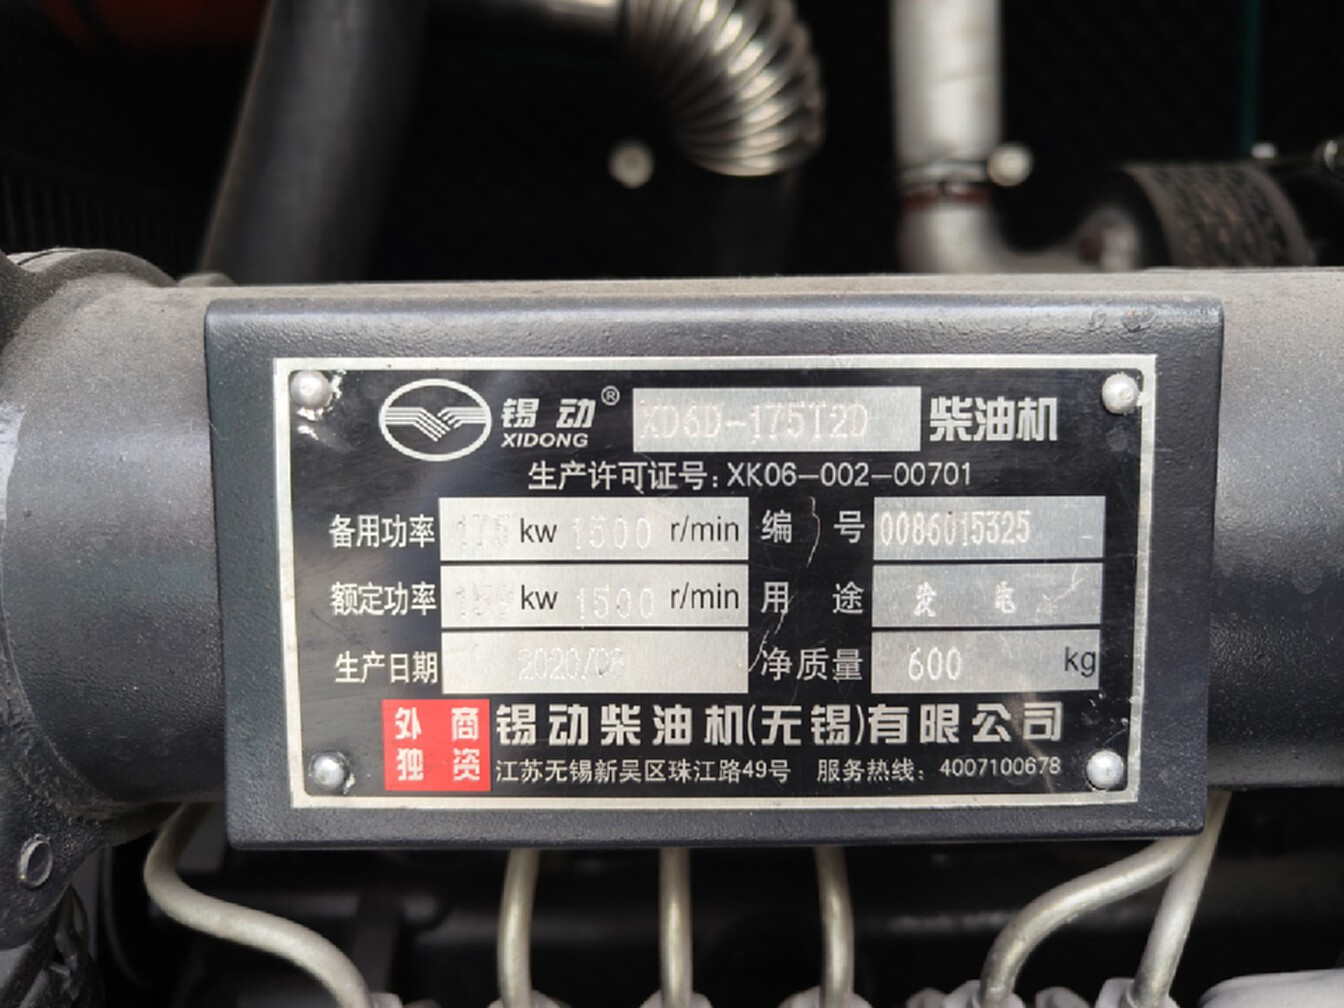 锡动® XD6D-175T2D 柴油机
XIDONG
生产许可证号:XK06-002-00701
备用功率 175 kw 1500 r/min 编 号 0086015325
额定功率 159 kw 1500 r/min 用 途 发 电
生产日期 2020/08 净质量 600 kg
外商独资 锡动柴油机(无锡)有限公司
江苏无锡新吴区珠江路49号 服务热线:4007100678